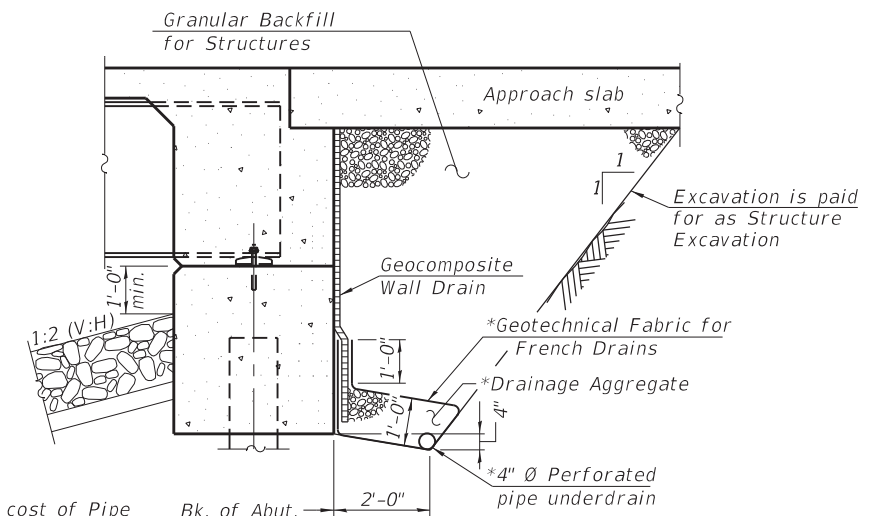 Granular Backfill
for Structures
Approach slab
1
1
Excavation is paid
for as Structure
Excavation
Geocomposite
Wall Drain
1'-0"
min.
1:2 (V:H)
*Geotechnical Fabric for
French Drains
1'-0"
*Drainage Aggregate
1'-0"
4"
*4" Ø Perforated
pipe underdrain
cost of Pipe
Bk. of Abut.
2'-0"